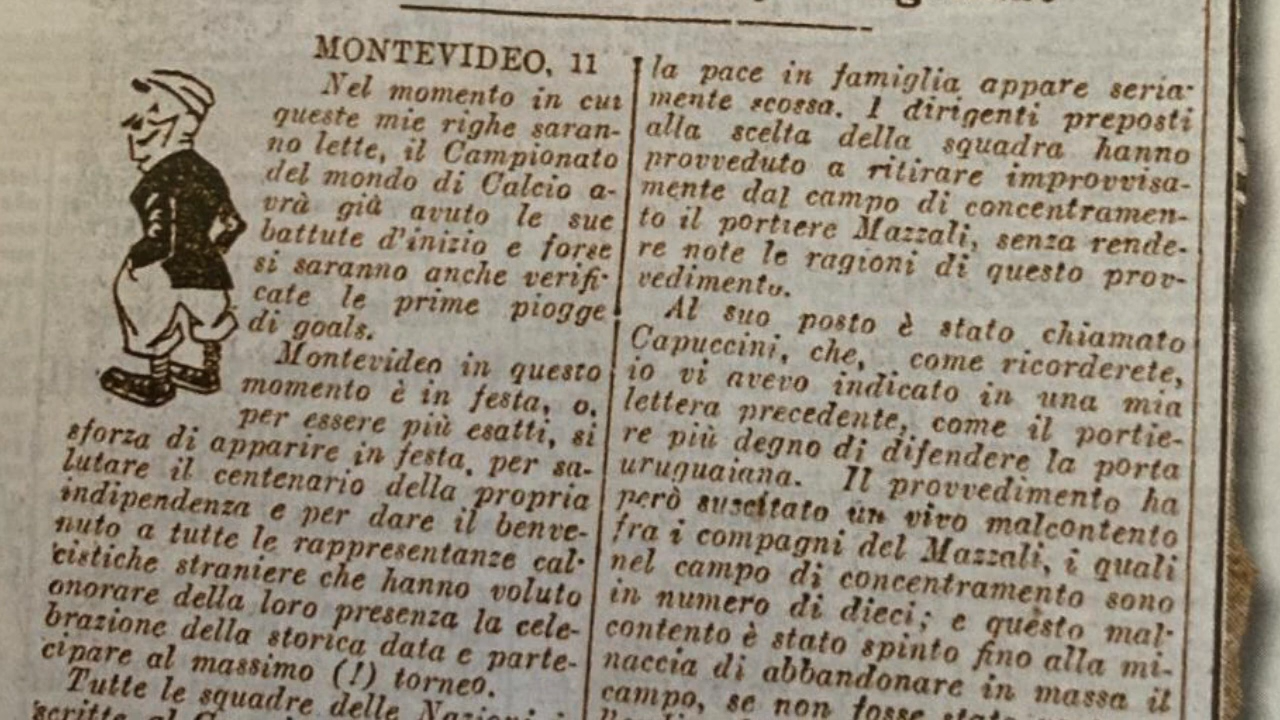 MONTEVIDEO, 11
Nel momento in cui
queste mie righe saran-
no lette, il Campionato
del mondo di Calcio a-
vrà già avuto le sue
battute d'inizio e forse
si saranno anche verifi-
cate le prime piogge
di goals.
Montevideo in questo
momento è in festa, o,
per essere più esatti, si
sforza di apparire in festa, per sa-
lutare il centenario della propria
indipendenza e per dare il benve-
nuto a tutte le rappresentanze cal-
cistiche straniere che hanno voluto
onorare della loro presenza la cele-
brazione della storica data e parte-
cipare al massimo (!) torneo.
Tutte le squadre delle Nazioni i
scritte al
la pace in famiglia appare seria-
mente scossa. I dirigenti preposti
alla scelta della squadra hanno
provveduto a ritirare improvvisa-
mente dal campo di concentramen-
to il portiere Mazzali, senza rende-
re note le ragioni di questo prov-
vedimento.
Al suo posto è stato chiamato
Capuccini, che, come ricorderete,
io vi avevo indicato in una mia
lettera precedente, come il portie-
re più degno di difendere la porta
uruguaiana. Il provvedimento ha
però suscitato un vivo malcontento
fra i compagni del Mazzali, i quali
nel campo di concentramento sono
in numero di dieci; e questo mal-
contento è stato spinto fino alla mi-
naccia di abbandonare in massa il
campo, se non fosse stato